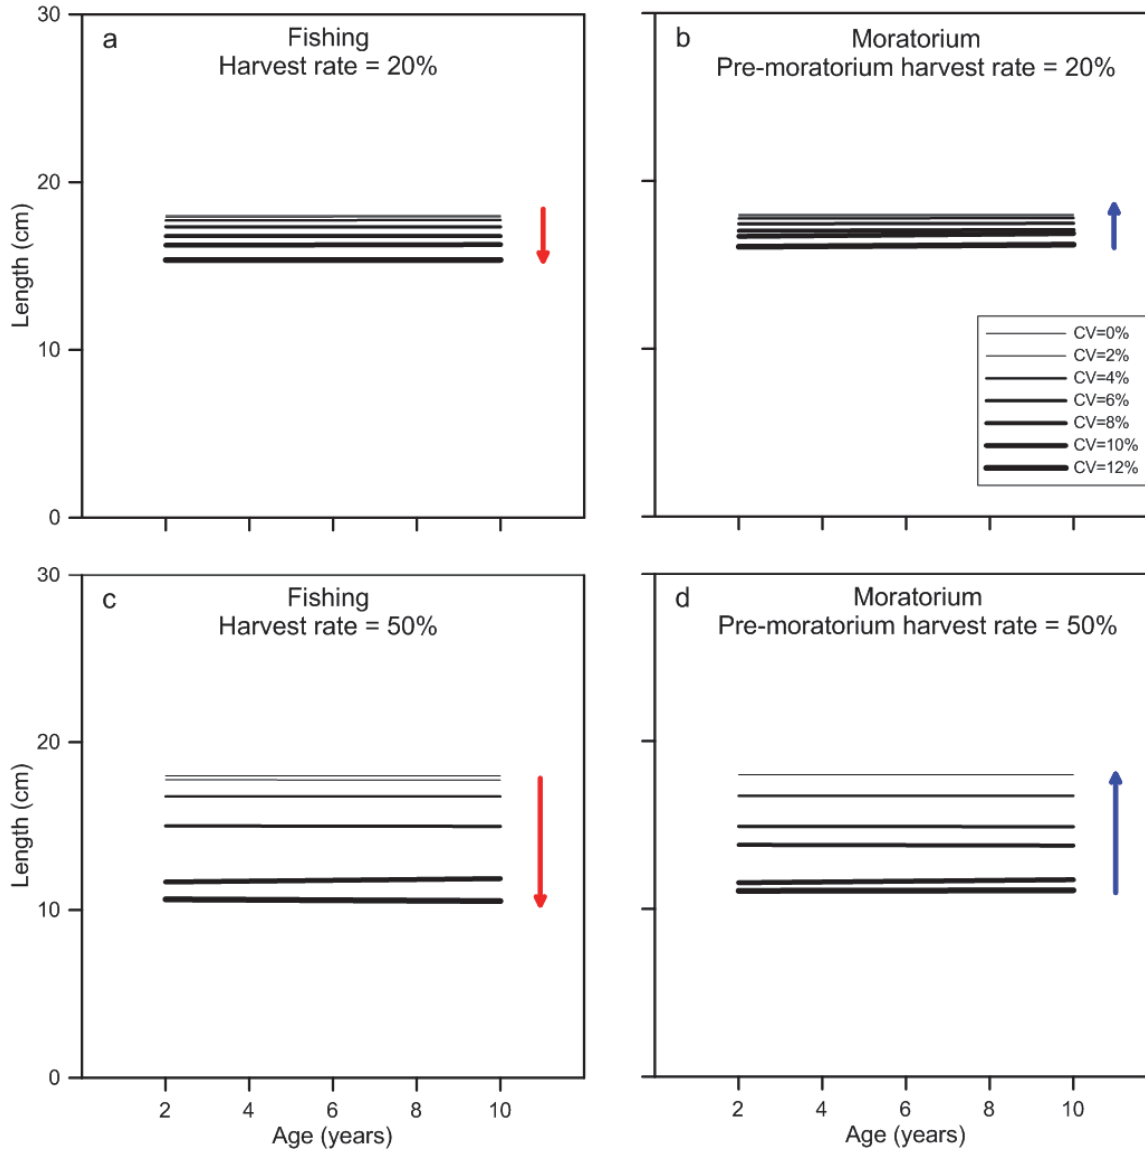 a
Fishing
Harvest rate = 20%
b
Moratorium
Pre-moratorium harvest rate = 20%
30
20
10
0
Length (cm)
CV=0%
CV=2%
CV=4%
CV=6%
CV=8%
CV=10%
CV=12%
c
Fishing
Harvest rate = 50%
d
Moratorium
Pre-moratorium harvest rate = 50%
30
20
10
0
Length (cm)
2 4 6 8 10
Age (years)
2 4 6 8 10
Age (years)